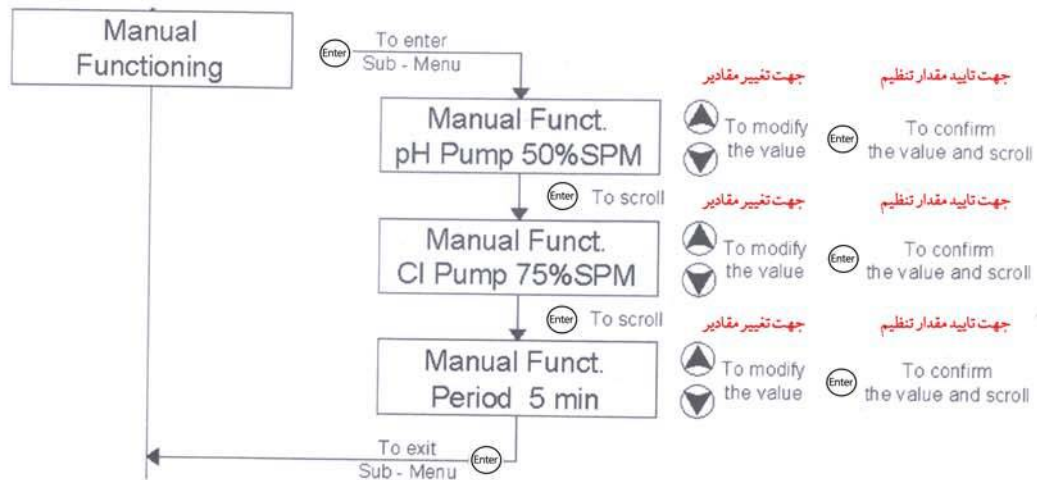 Manual
Functioning
Enter
To enter
Sub - Menu
جهت تغییر مقادیر
جهت تایید مقدار تنظیم
Manual Funct.
pH Pump 50%SPM
To modify
the value
Enter
To confirm
the value and scroll
Enter
To scroll
جهت تغییر مقادیر
جهت تایید مقدار تنظیم
Manual Funct.
Cl Pump 75%SPM
To modify
the value
Enter
To confirm
the value and scroll
Enter
To scroll
جهت تغییر مقادیر
جهت تایید مقدار تنظیم
Manual Funct.
Period 5 min
To modify
the value
Enter
To confirm
the value and scroll
To exit
Sub - Menu
Enter